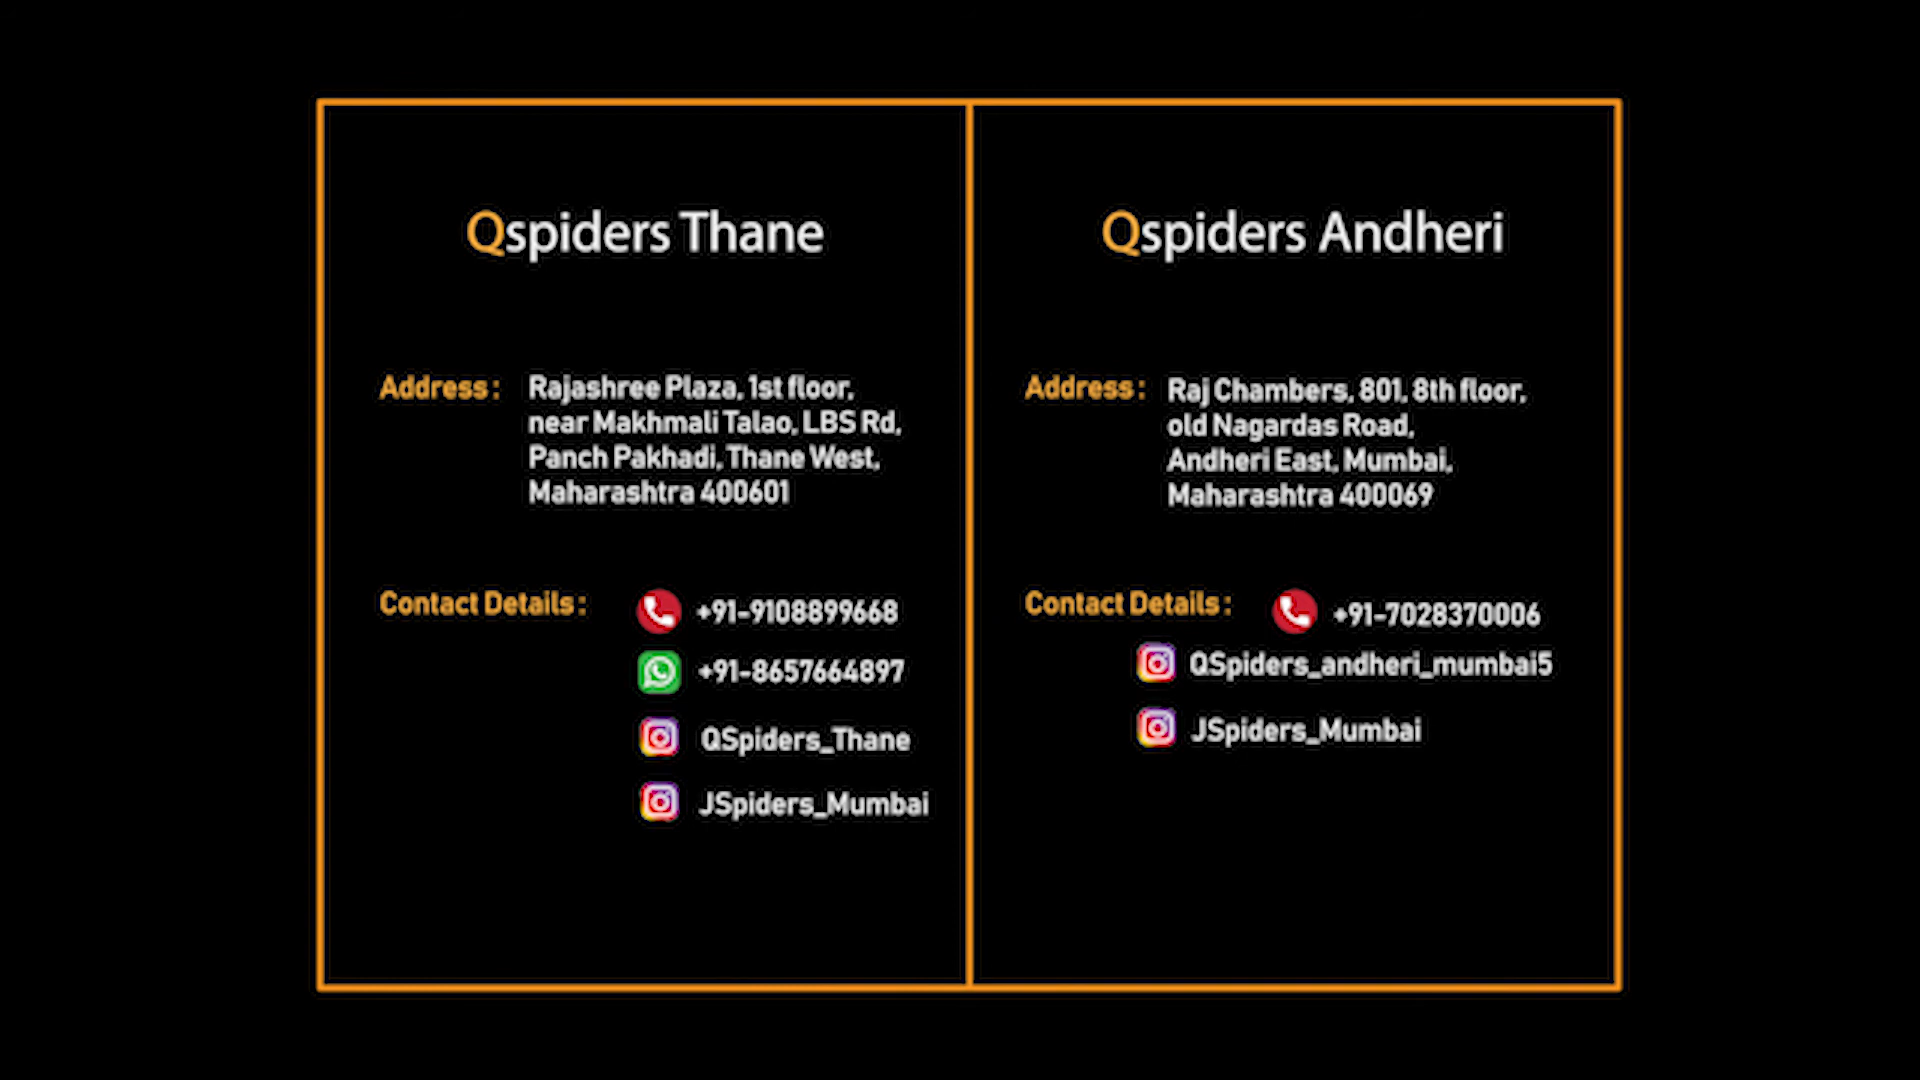 Qspiders Thane
Address :
Rajashree Plaza, 1st floor,
near Makhmali Talao, LBS Rd,
Panch Pakhadi, Thane West,
Maharashtra 400601
Contact Details :
+91-9108899668
+91-8657664897
QSpiders_Thane
JSpiders_Mumbai
Qspiders Andheri
Address :
Raj Chambers, 801, 8th floor,
old Nagardas Road,
Andheri East, Mumbai,
Maharashtra 400069
Contact Details :
+91-7028370006
QSpiders_andheri_mumbai5
JSpiders_Mumbai